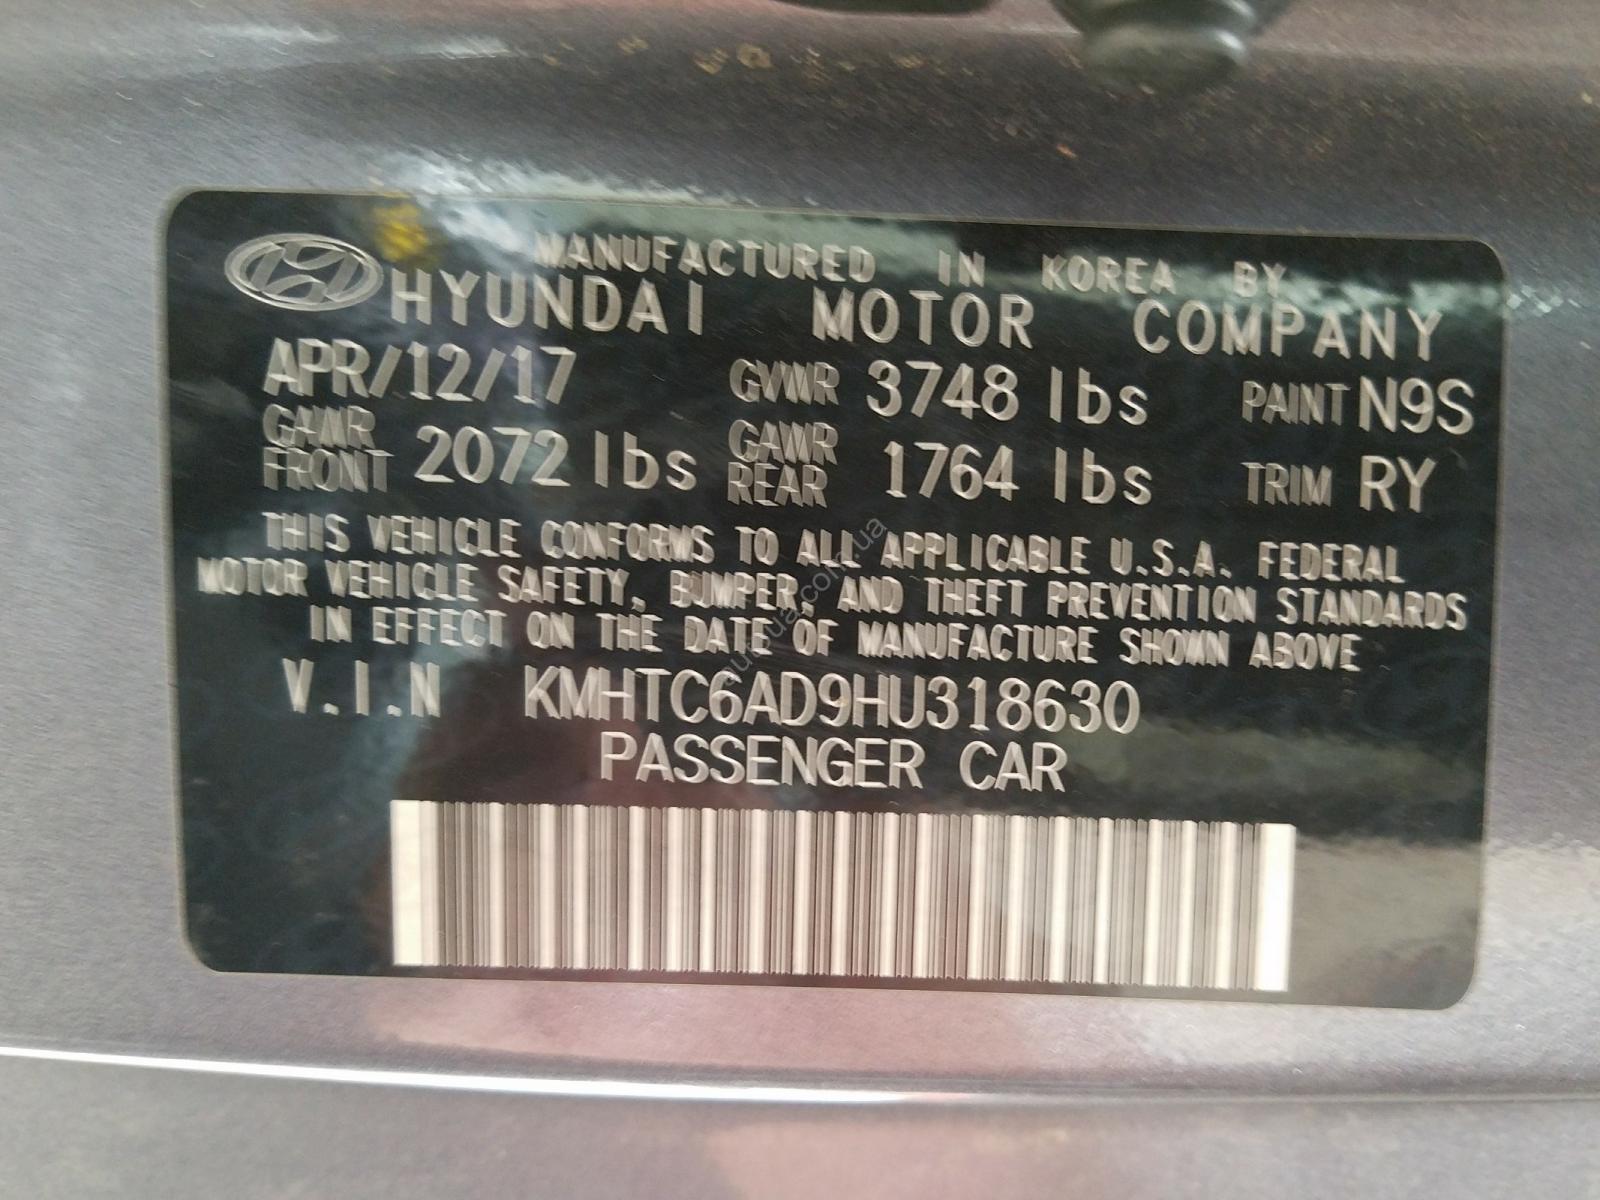 MANUFACTURED IN KOREA BY
HYUNDAI MOTOR COMPANY
APR/12/17 GVWR 3748 lbs PAINT N9S
GAWR FRONT 2072 lbs GAWR REAR 1764 lbs TRIM RY
THIS VEHICLE CONFORMS TO ALL APPLICABLE U.S.A. FEDERAL
MOTOR VEHICLE SAFETY, BUMPER, AND THEFT PREVENTION STANDARDS
IN EFFECT ON THE DATE OF MANUFACTURE SHOWN ABOVE
V.I.N KMHTC6AD9HU318630
PASSENGER CAR